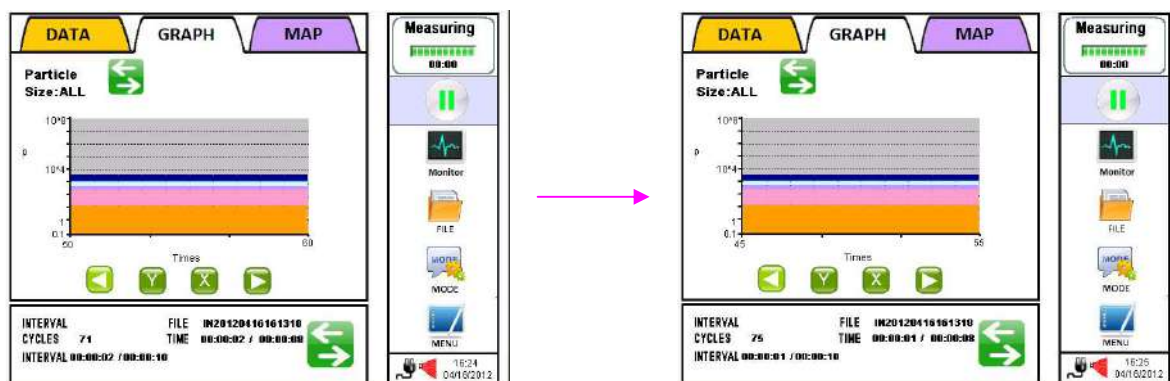 DATA GRAPH MAP
Particle
Size:ALL
10^8
p
10^4
1
0.1
50 60
Times
Y X
INTERVAL FILE IN20120416161310
CYCLES 71 TIME 00:00:02 / 00:00:08
INTERVAL 00:00:02 / 00:00:10
Measuring
00:00
Monitor
FILE
MODE
MODE
MENU
16:24
04/16/2012
DATA GRAPH MAP
Particle
Size:ALL
10^8
p
10^4
1
0.1
45 55
Times
Y X
INTERVAL FILE IN20120416161310
CYCLES 75 TIME 00:00:01 / 00:00:08
INTERVAL 00:00:01 / 00:00:10
Measuring
00:00
Monitor
FILE
MODE
MODE
MENU
16:25
04/16/2012